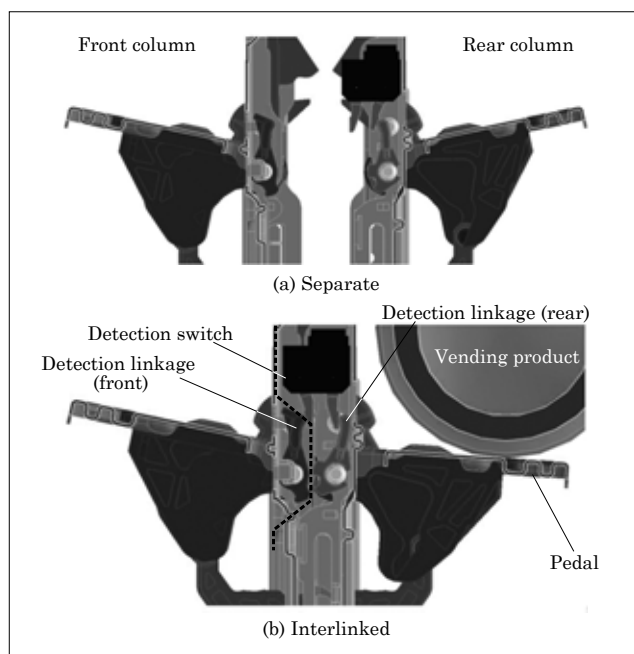 Front column
Rear column
(a) Separate
Detection linkage (rear)
Detection switch
Detection linkage
(front)
Vending product
Pedal
(b) Interlinked